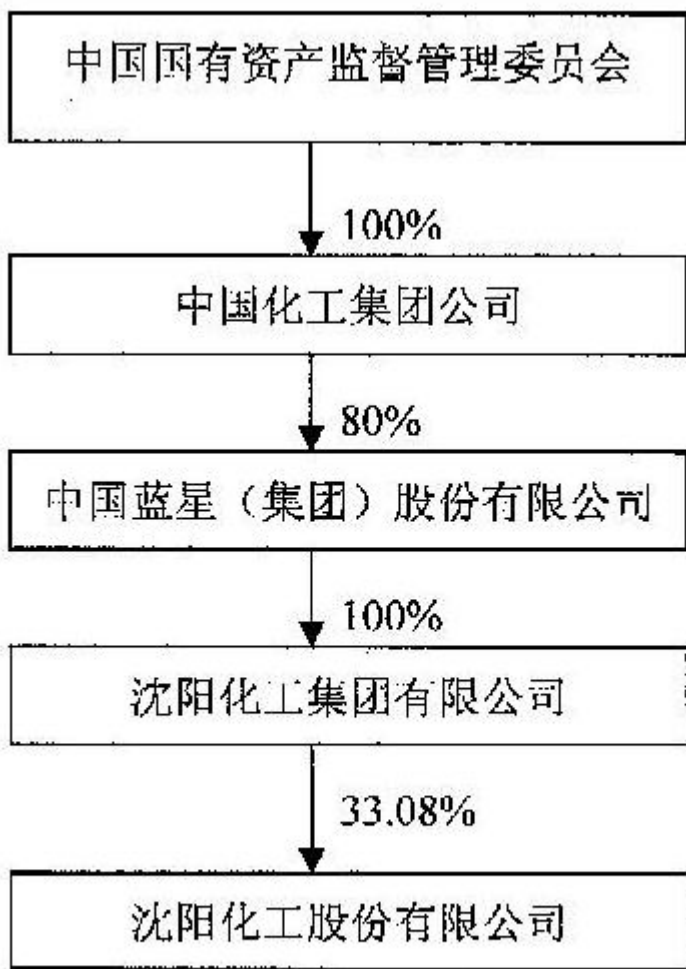 中国国有资产监督管理委员会
100%
中国化工集团公司
80%
中国蓝星（集团）股份有限公司
100%
沈阳化工集团有限公司
33.08%
沈阳化工股份有限公司